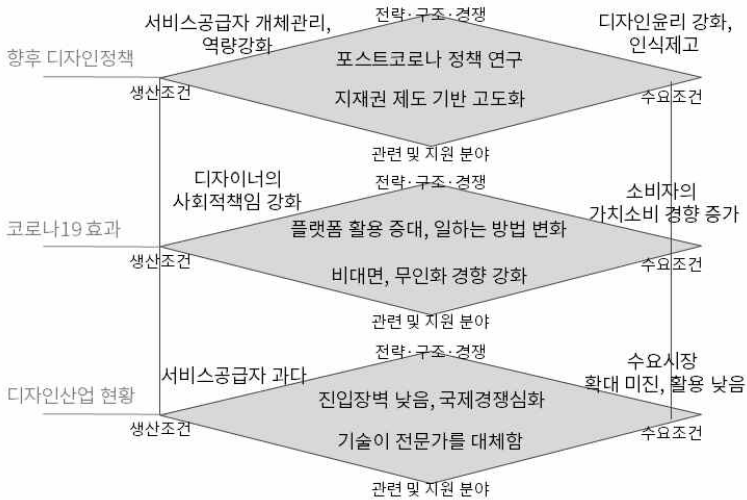 서비스공급자 개체관리,
역량강화
전략·구조·경쟁
디자인윤리 강화,
인식제고
향후 디자인정책
포스트코로나 정책 연구
생산조건
지재권 제도 기반 고도화
수요조건
관련 및 지원 분야
디자이너의
사회적책임 강화
전략·구조·경쟁
소비자의
가치소비 경향 증가
코로나19 효과
플랫폼 활용 증대, 일하는 방법 변화
생산조건
비대면, 무인화 경향 강화
수요조건
관련 및 지원 분야
서비스공급자 과다
전략·구조·경쟁
수요시장
확대 미진, 활용 낮음
디자인산업 현황
진입장벽 낮음, 국제경쟁심화
생산조건
기술이 전문가를 대체함
수요조건
관련 및 지원 분야